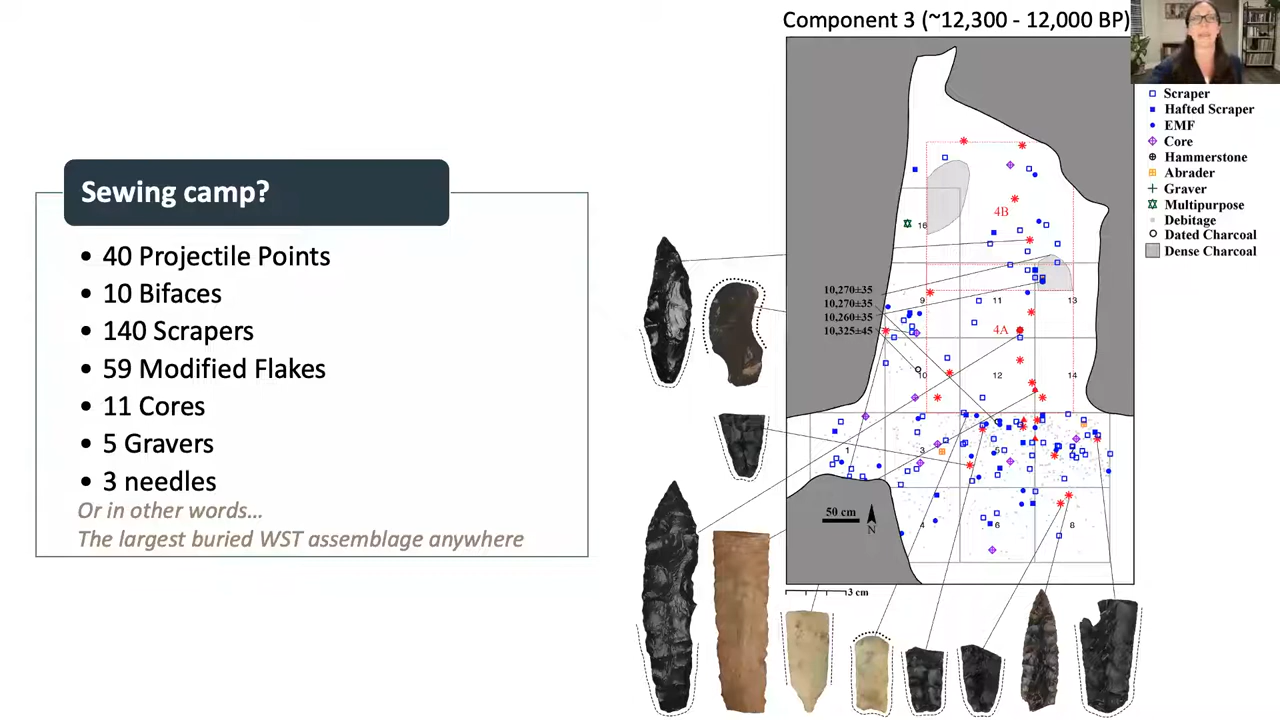 Component 3 (~12,300 - 12,000 BP)
Sewing camp?
• 40 Projectile Points
• 10 Bifaces
• 140 Scrapers
• 59 Modified Flakes
• 11 Cores
• 5 Gravers
• 3 needles
Or in other words...
The largest buried WST assemblage anywhere
Scraper
Hafted Scraper
EMF
Core
Hammerstone
Abrader
Graver
Multipurpose
Debitage
Dated Charcoal
Dense Charcoal
4B
16
10,270±35
10,270±35
10,260±35
10,325±45
9
11
13
4A
10
12
14
1
3
5
7
50 cm
N
4
6
8
3 cm